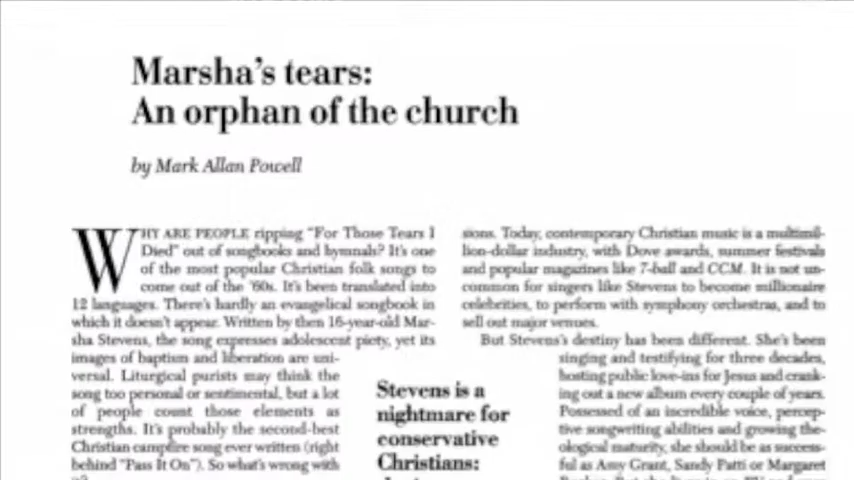 Marsha's tears:
An orphan of the church
by Mark Allan Powell
WHY ARE PEOPLE ripping "For Those Tears I
Died" out of songbooks and hymnals? It's one
of the most popular Christian folk songs to
come out of the '60s. It's been translated into
12 languages. There's hardly an evangelical songbook in
which it doesn't appear. Written by then 16-year-old Mar-
sha Stevens, the song expresses adolescent piety, yet its
images of baptism and liberation are uni-
versal. Liturgical purists may think the
song too personal or sentimental, but a lot
of people count those elements as
strengths. It's probably the second-best
Christian campfire song ever written (right
behind "Pass It On"). So what's wrong with
Stevens is a
nightmare for
conservative
Christians:
sions. Today, contemporary Christian music is a multimil-
lion-dollar industry, with Dove awards, summer festivals
and popular magazines like 7-ball and CCM. It is not un-
common for singers like Stevens to become millionaire
celebrities, to perform with symphony orchestras, and to
sell out major venues.
But Stevens's destiny has been different. She's been
singing and testifying for three decades,
hosting public love-ins for Jesus and crank-
ing out a new album every couple of years.
Possessed of an incredible voice, percep-
tive songwriting abilities and growing the-
ological maturity, she should be as success-
ful as Amy Grant, Sandy Patti or Margaret